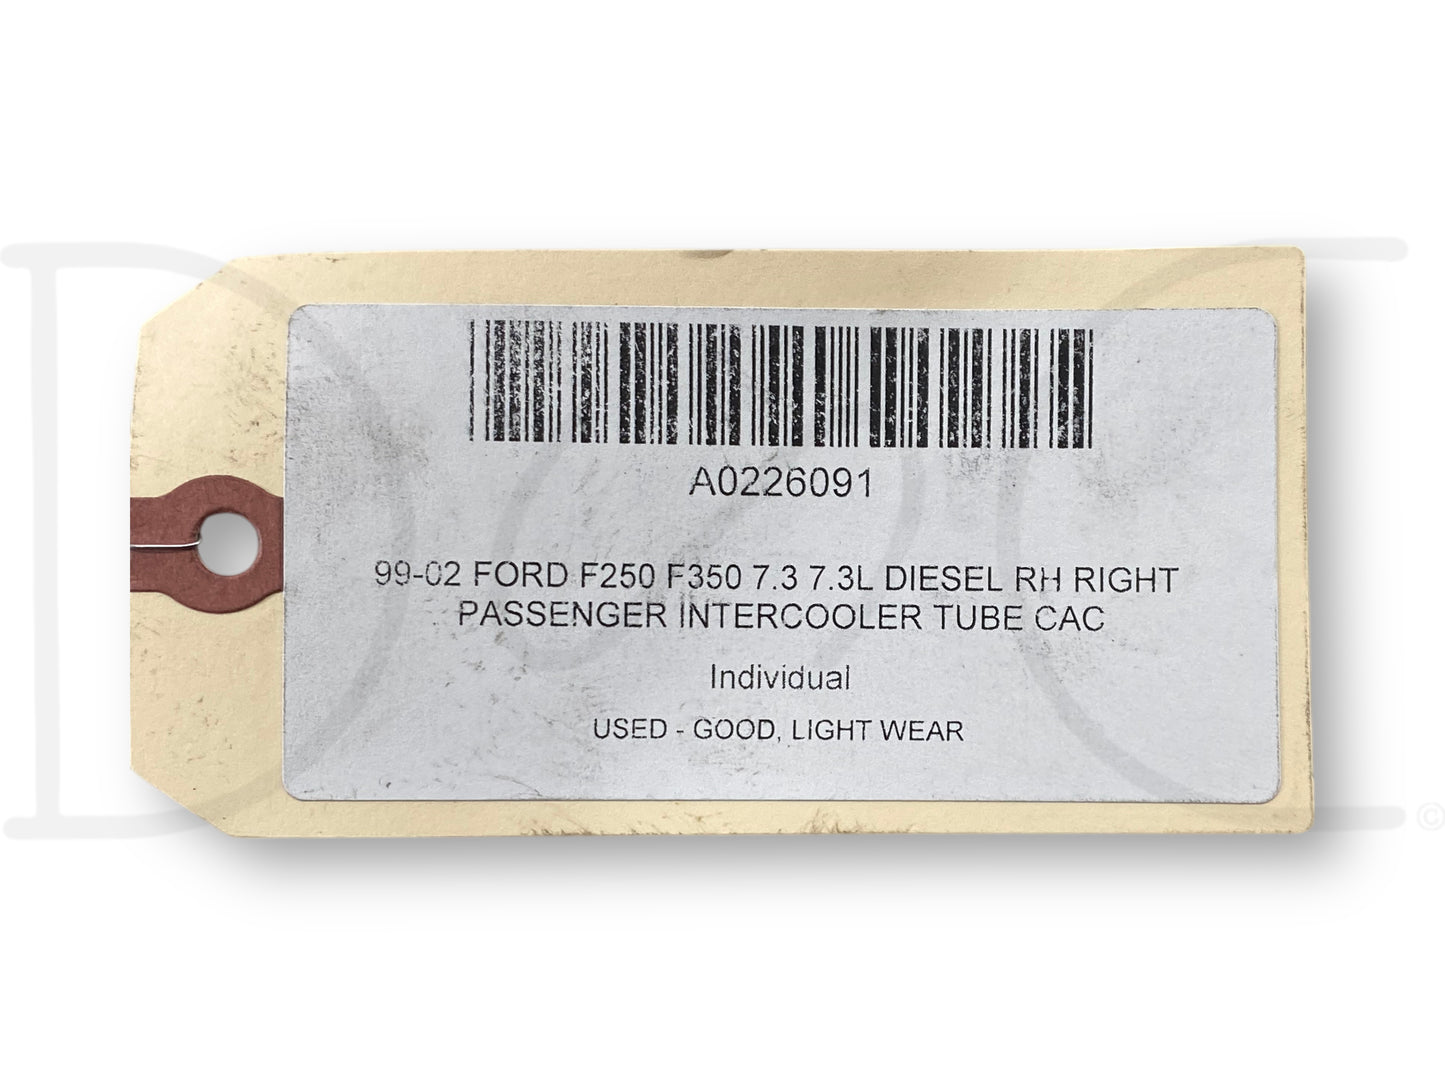 A0226091
99-02 FORD F250 F350 7.3 7.3L DIESEL RH RIGHT
PASSENGER INTERCOOLER TUBE CAC
Individual
USED - GOOD, LIGHT WEAR